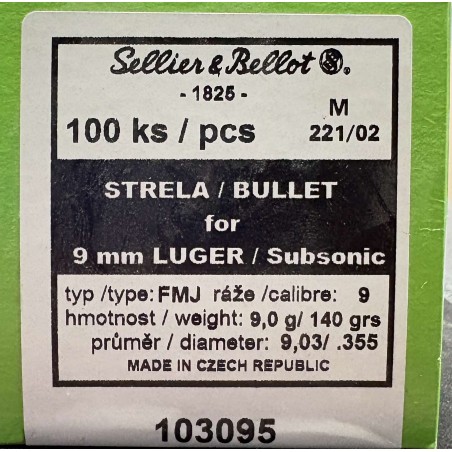 Sellier & Bellot S.
- 1825 -
M
100 ks / pcs
221/02
STRELA / BULLET
for
9 mm LUGER / Subsonic
typ /type: FMJ ráže /calibre: 9
hmotnost / weight: 9,0 g/ 140 grs
průměr / diameter: 9,03/ .355
MADE IN CZECH REPUBLIC
103095